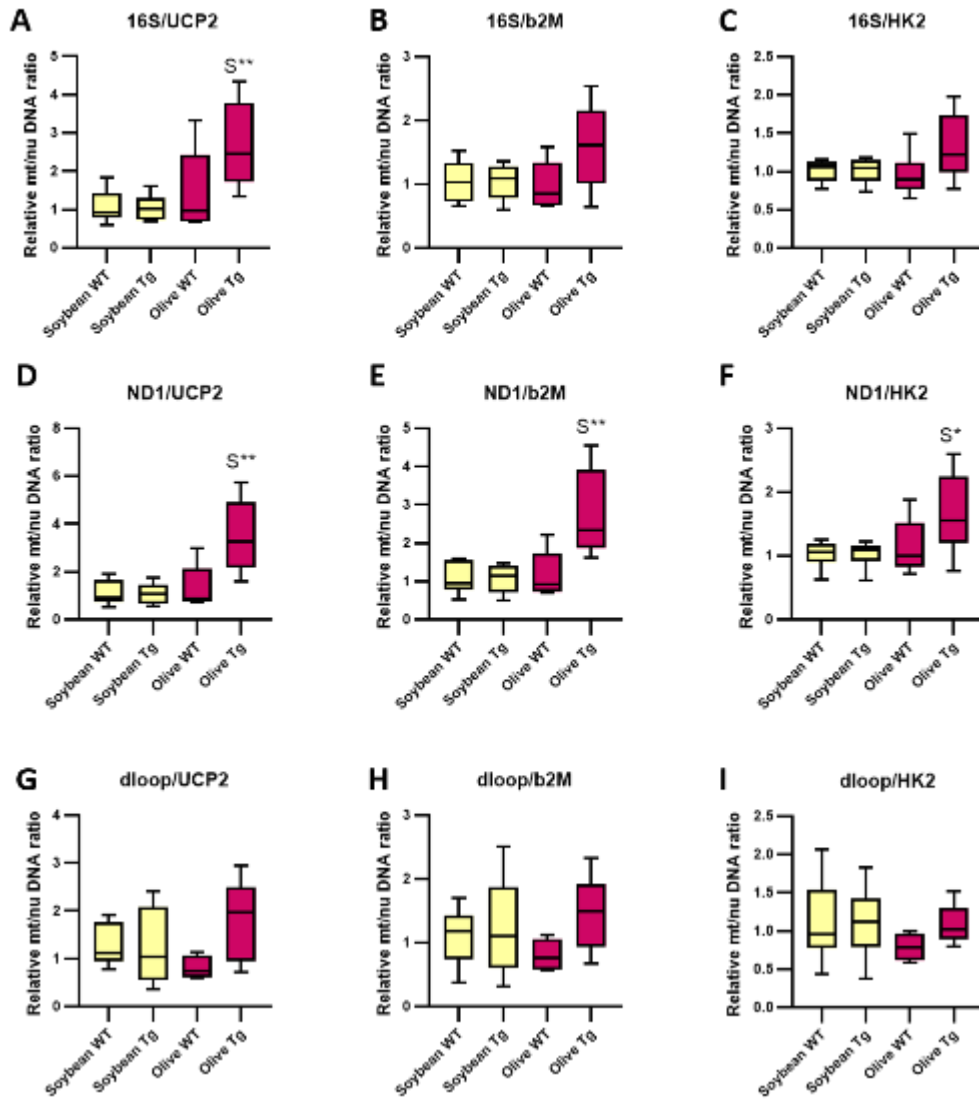 A
16S/UCP2
Relative mt/nu DNA ratio
5
4
3
2
1
0
S**
Soybean WT
Soybean Tg
Olive WT
Olive Tg
B
16S/b2M
Relative mt/nu DNA ratio
3
2
1
0
Soybean WT
Soybean Tg
Olive WT
Olive Tg
C
16S/HK2
Relative mt/nu DNA ratio
2.5
2.0
1.5
1.0
0.5
0.0
Soybean WT
Soybean Tg
Olive WT
Olive Tg
D
ND1/UCP2
Relative mt/nu DNA ratio
8
6
4
2
0
S**
Soybean WT
Soybean Tg
Olive WT
Olive Tg
E
ND1/b2M
Relative mt/nu DNA ratio
5
4
3
2
1
0
S**
Soybean WT
Soybean Tg
Olive WT
Olive Tg
F
ND1/HK2
Relative mt/nu DNA ratio
3
2
1
0
S*
Soybean WT
Soybean Tg
Olive WT
Olive Tg
G
dloop/UCP2
Relative mt/nu DNA ratio
4
3
2
1
0
Soybean WT
Soybean Tg
Olive WT
Olive Tg
H
dloop/b2M
Relative mt/nu DNA ratio
3
2
1
0
Soybean WT
Soybean Tg
Olive WT
Olive Tg
I
dloop/HK2
Relative mt/nu DNA ratio
2.5
2.0
1.5
1.0
0.5
0.0
Soybean WT
Soybean Tg
Olive WT
Olive Tg